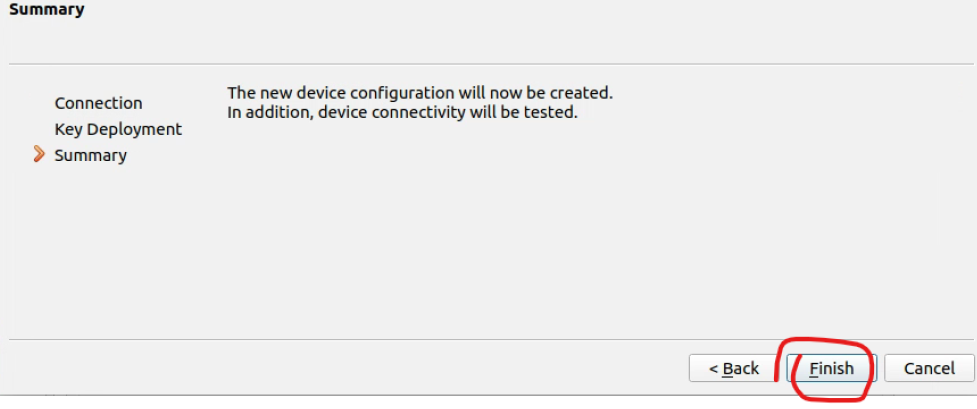 Summary
Connection
Key Deployment
Summary
The new device configuration will now be created.
In addition, device connectivity will be tested.
< Back
Finish
Cancel